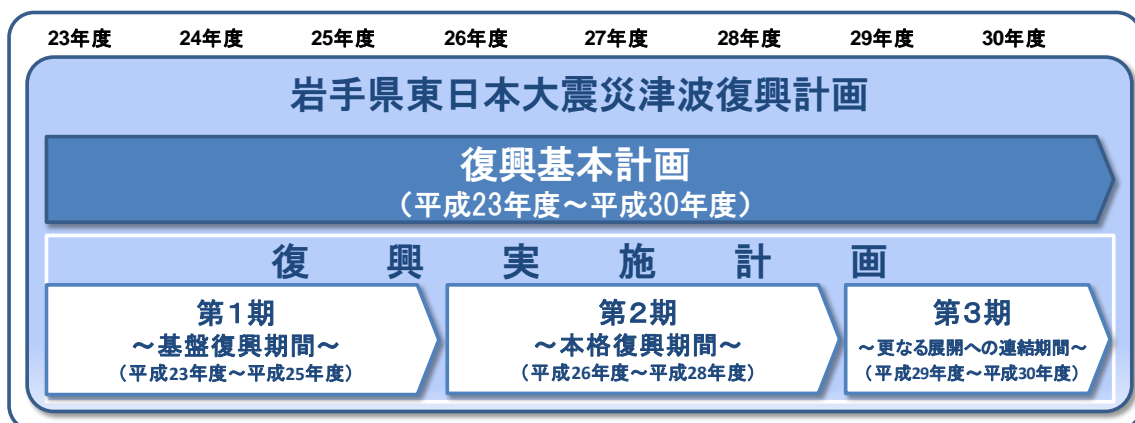 23年度 24年度 25年度 26年度 27年度 28年度 29年度 30年度
岩手県東日本大震災津波復興計画
復興基本計画
（平成23年度～平成30年度）
復興実施計画
第１期
～基盤復興期間～
（平成23年度～平成25年度）
第２期
～本格復興期間～
（平成26年度～平成28年度）
第３期
～更なる展開への連結期間～
（平成29年度～平成30年度）